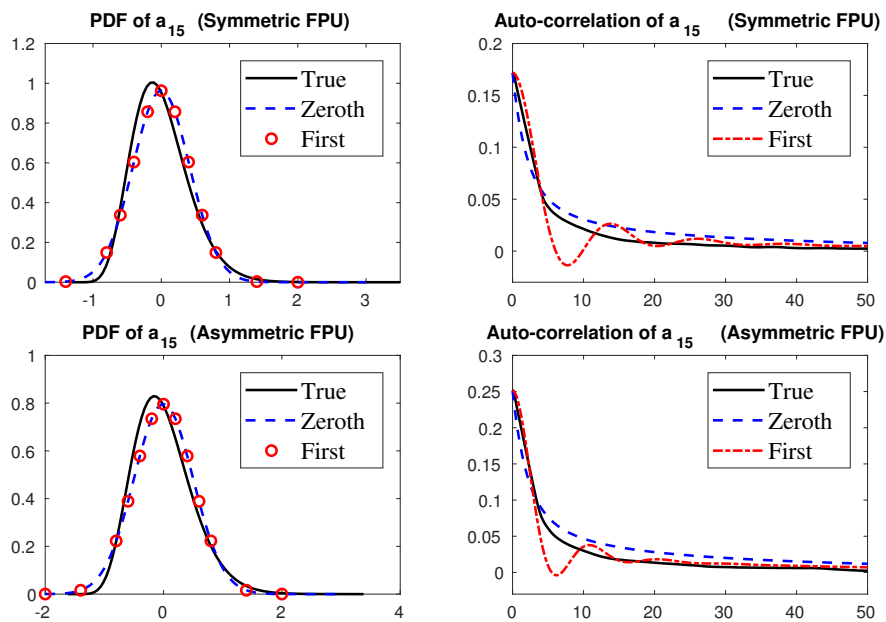 PDF of a15 (Symmetric FPU)
1.2
1
0.8
0.6
0.4
0.2
0
-1
0
1
2
3
True
Zeroth
First
Auto-correlation of a15 (Symmetric FPU)
0.2
0.15
0.1
0.05
0
0
10
20
30
40
50
True
Zeroth
First
PDF of a15 (Asymmetric FPU)
1
0.8
0.6
0.4
0.2
0
-2
0
2
4
True
Zeroth
First
Auto-correlation of a15 (Asymmetric FPU)
0.3
0.25
0.2
0.15
0.1
0.05
0
0
10
20
30
40
50
True
Zeroth
First